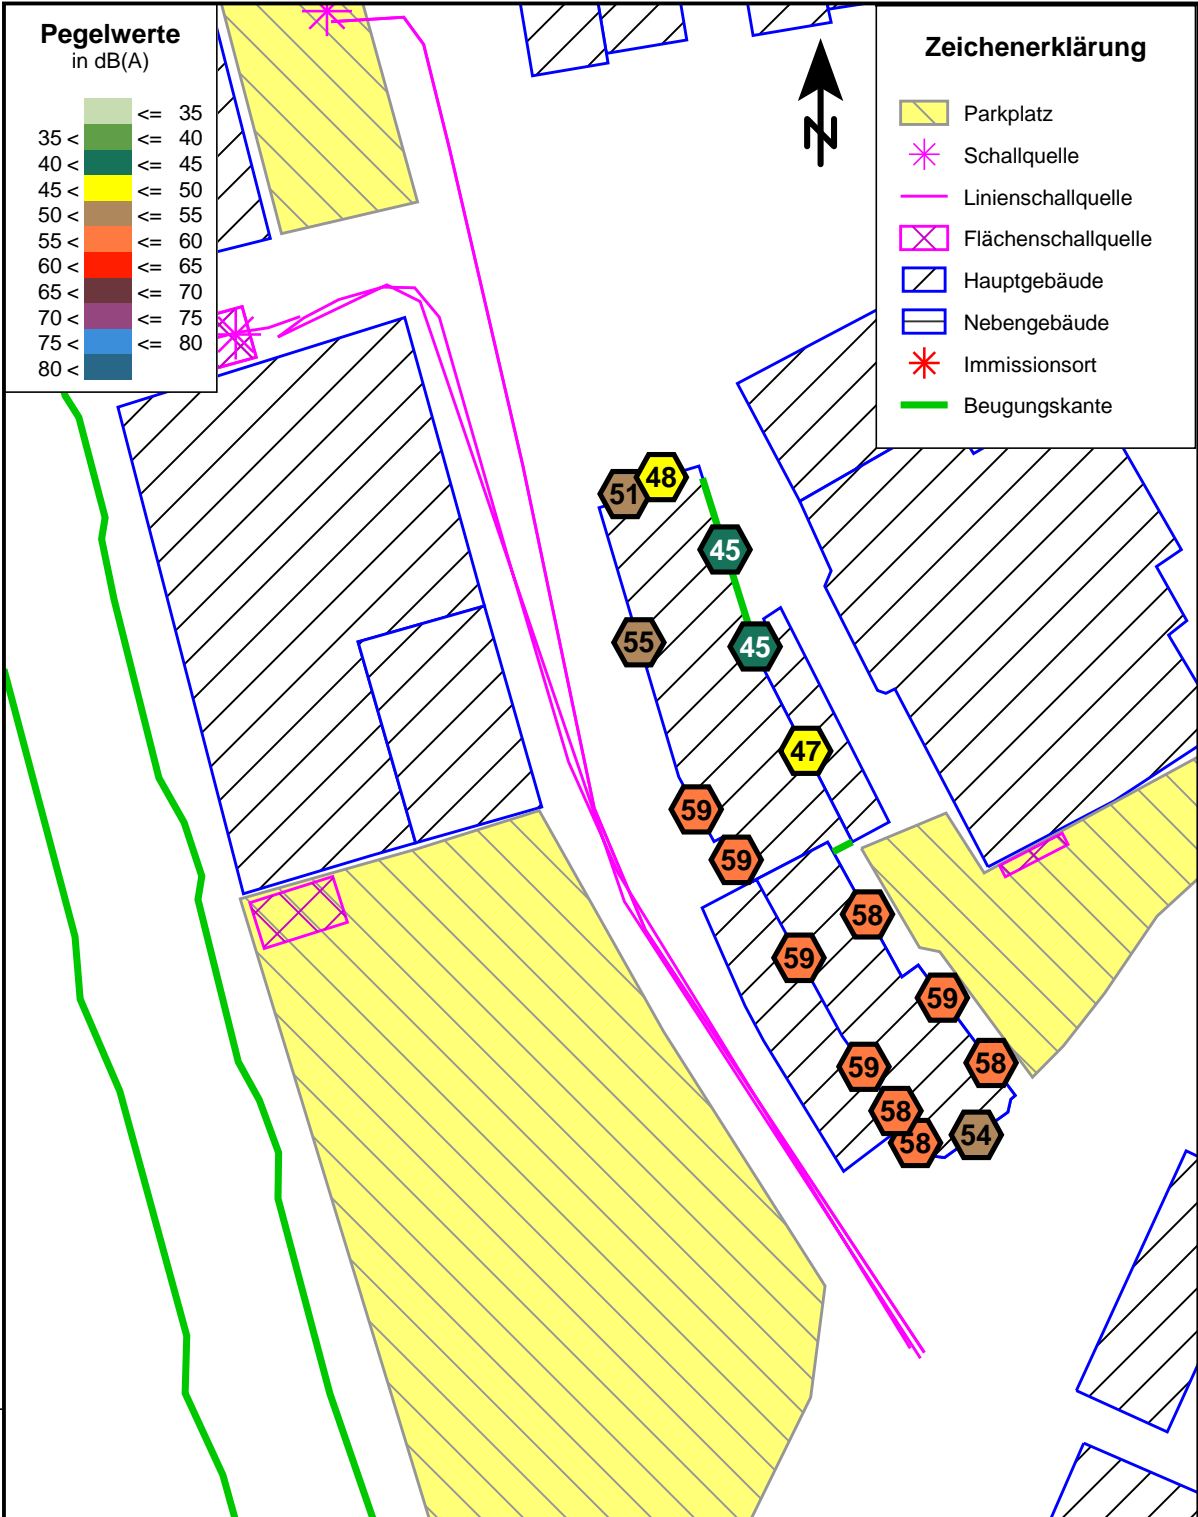 Pegelwerte
in dB(A)
<= 35
35 < <= 40
40 < <= 45
45 < <= 50
50 < <= 55
55 < <= 60
60 < <= 65
65 < <= 70
70 < <= 75
75 < <= 80
80 <
Zeichenerklärung
Parkplatz
Schallquelle
Linienschallquelle
Flächenschallquelle
Hauptgebäude
Nebengebäude
Immissionsort
Beugungskante
N
51
48
45
55
45
47
59
59
58
59
59
59
58
58
58
54